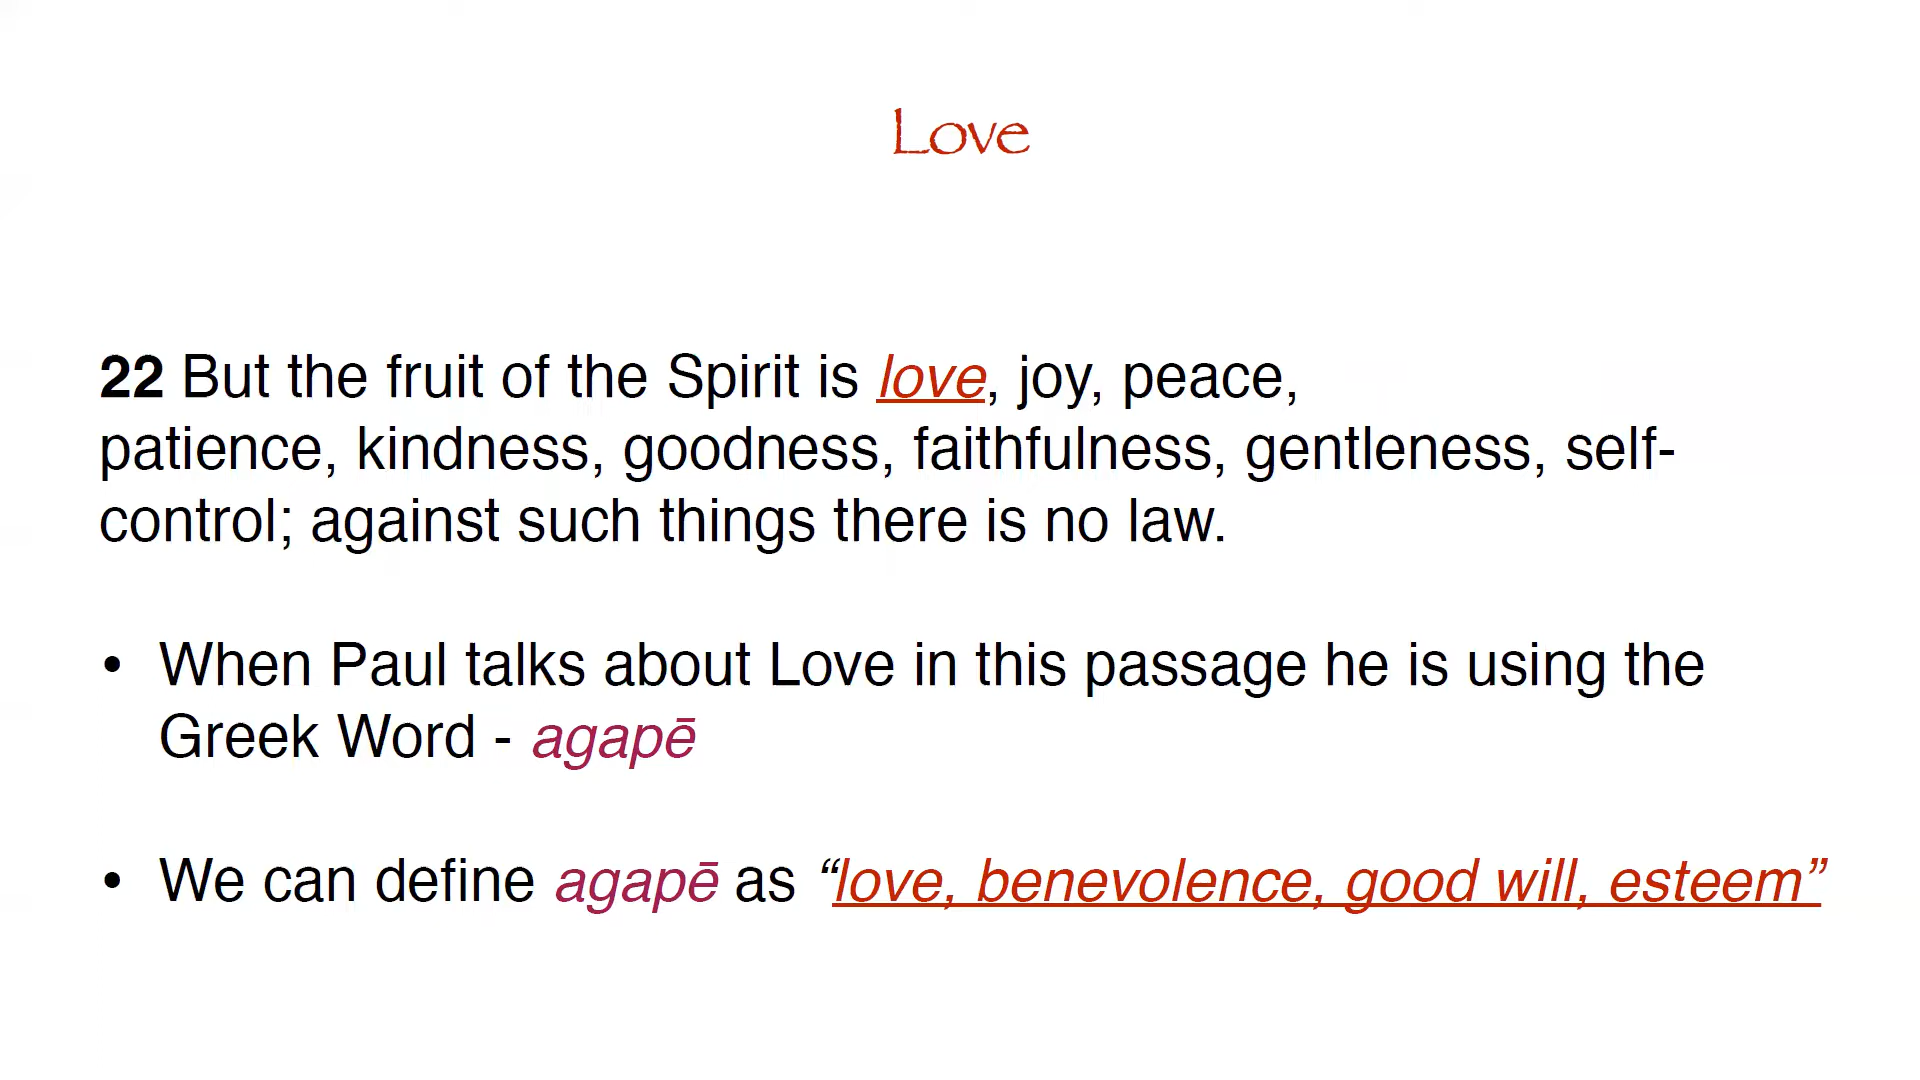 Love
22 But the fruit of the Spirit is love, joy, peace,
patience, kindness, goodness, faithfulness, gentleness, self-
control; against such things there is no law.
• When Paul talks about Love in this passage he is using the
Greek Word - agapē
• We can define agapē as “love, benevolence, good will, esteem”